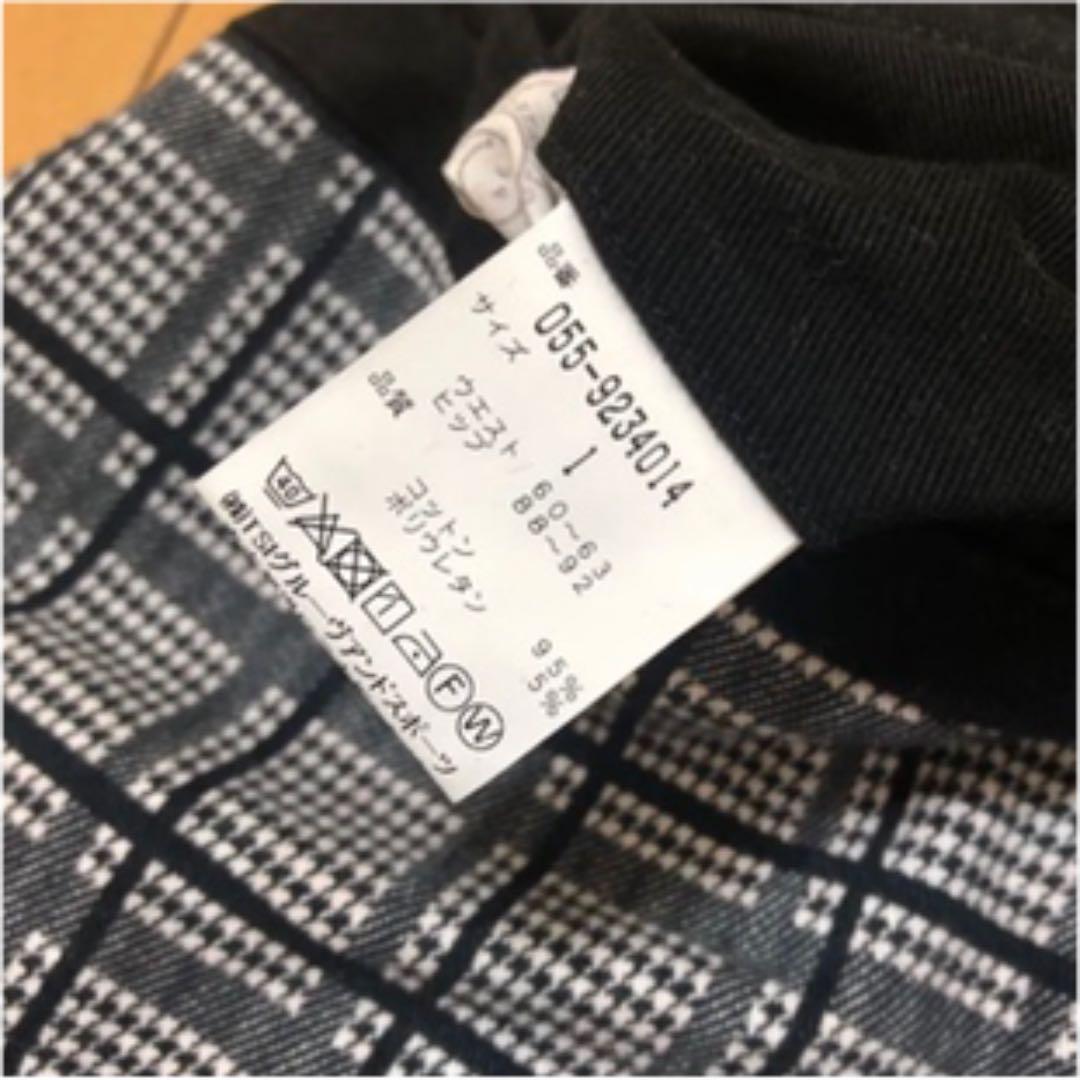 品番
055-9234014
サイズ 1
ウエスト 60~63
ヒップ 88~92
品質
コットン 95%
ポリウレタン 5%
40 F W
㈱TSIグルーヴアンドスポーツ